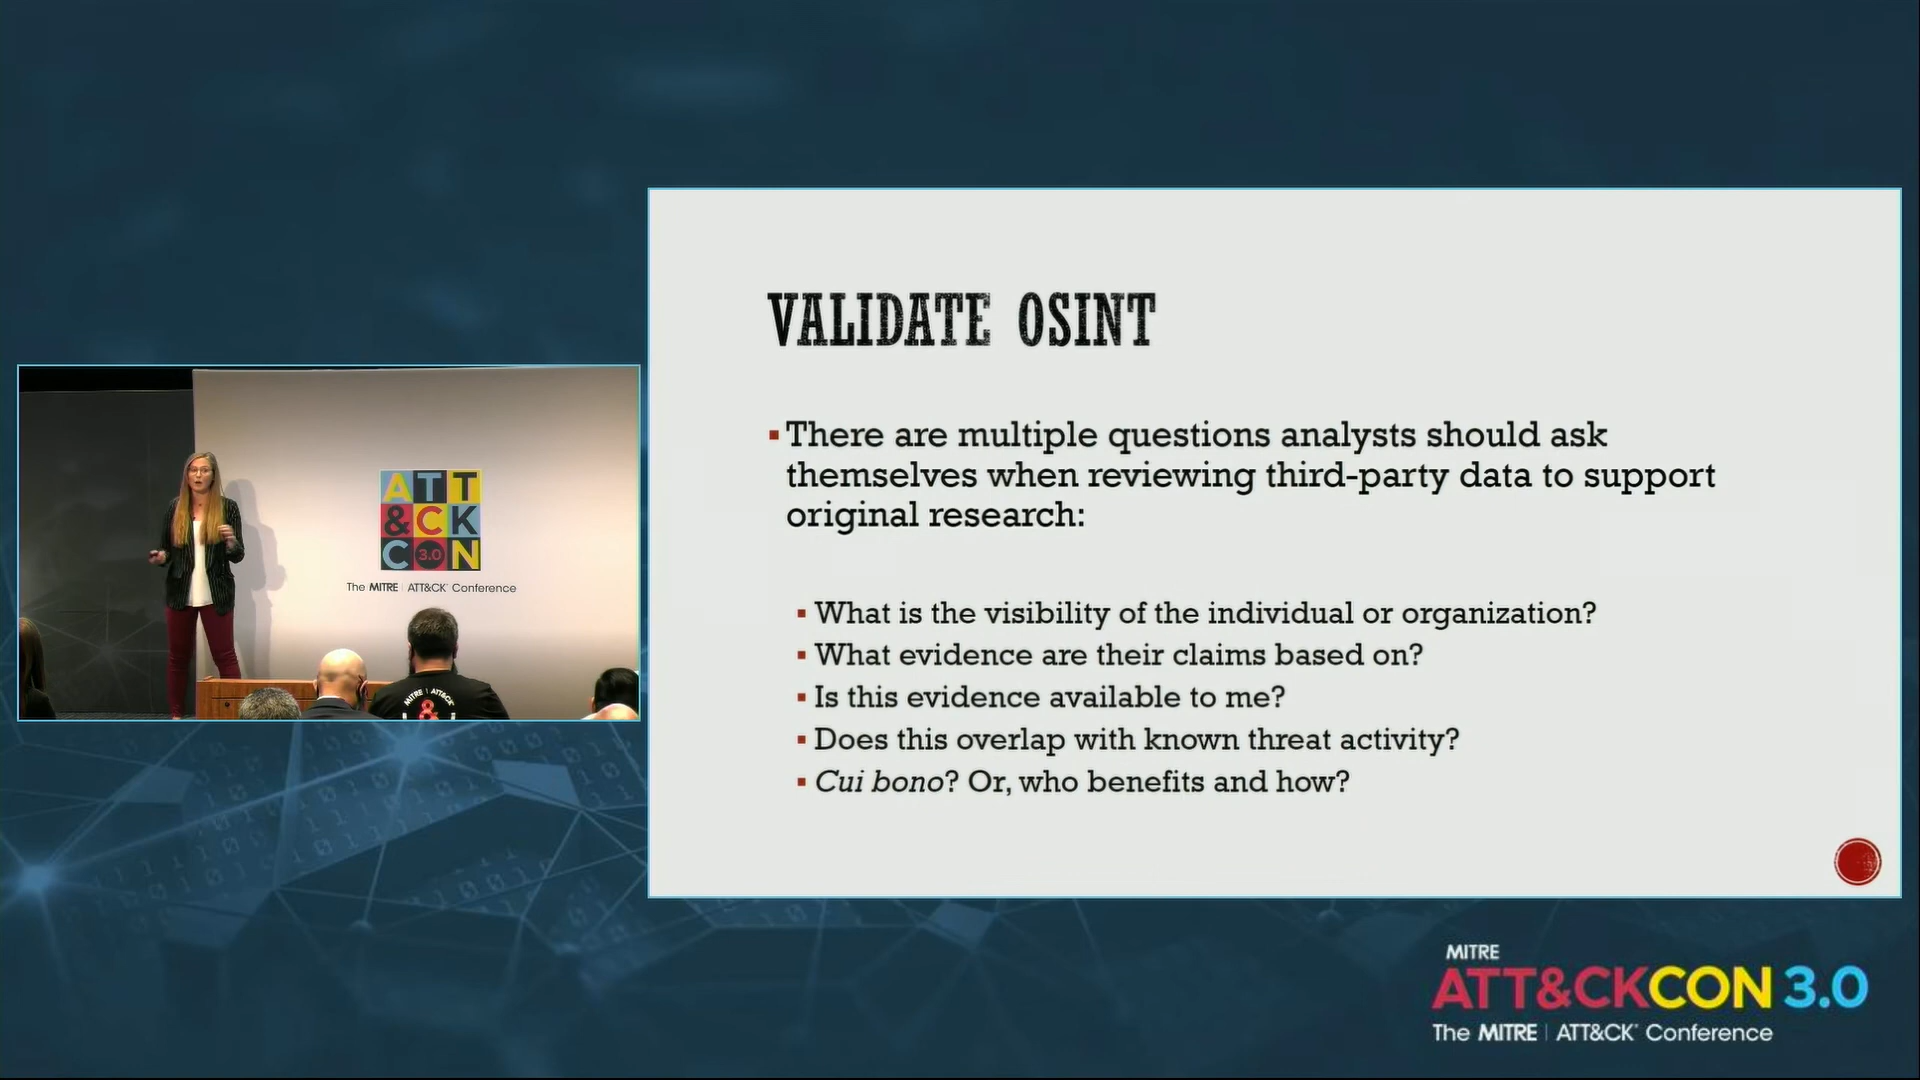 VALIDATE OSINT
▪ There are multiple questions analysts should ask
themselves when reviewing third-party data to support
original research:
▪ What is the visibility of the individual or organization?
▪ What evidence are their claims based on?
▪ Is this evidence available to me?
▪ Does this overlap with known threat activity?
▪ Cui bono? Or, who benefits and how?
ATT
&CK
CON
3.0
The MITRE | ATT&CK® Conference
MITRE | ATT&CK®
&
MITRE
ATT&CKCON 3.0
The MITRE | ATT&CK® Conference